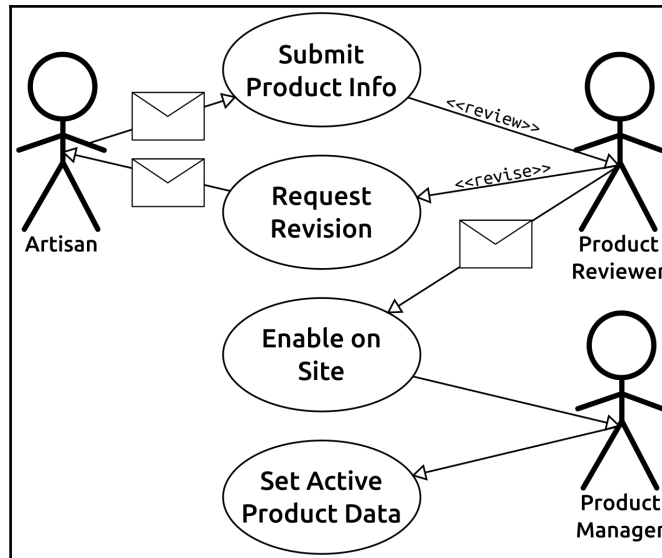 Submit
Product Info
<<review>>
<<revise>>
Request
Revision
Artisan
Product
Reviewer
Enable on
Site
Set Active
Product Data
Product
Manager